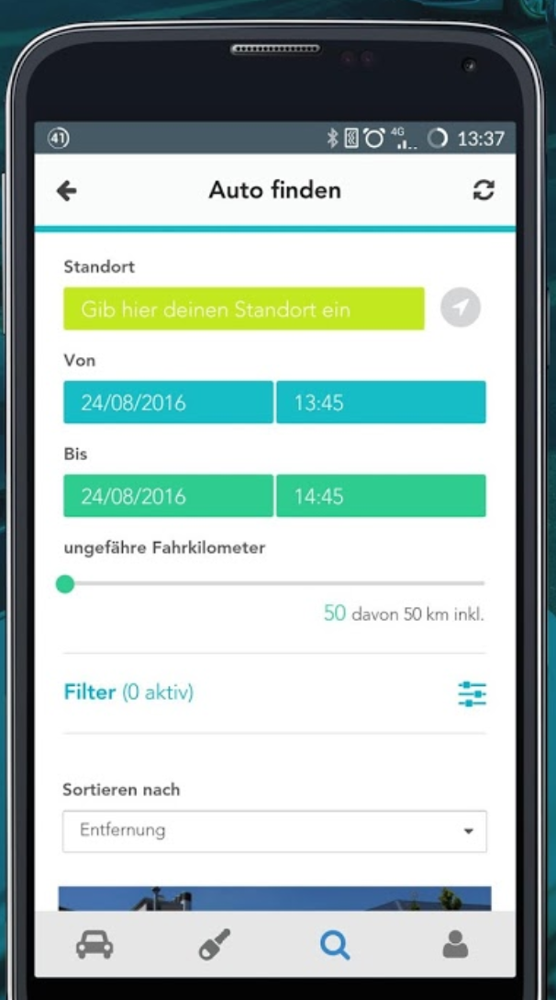 41
4G
13:37
Auto finden
Standort
Gib hier deinen Standort ein
Von
24/08/2016 13:45
Bis
24/08/2016 14:45
ungefähre Fahrkilometer
50 davon 50 km inkl.
Filter (0 aktiv)
Sortieren nach
Entfernung